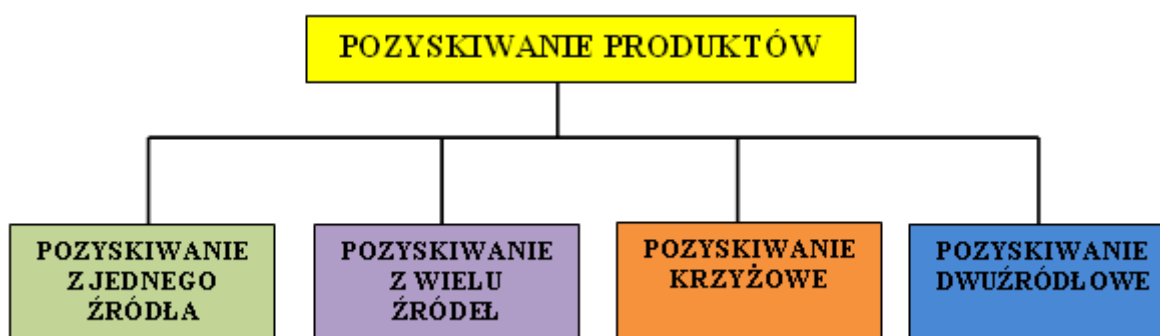 POZYSKIWANIE PRODUKTÓW
POZYSKIWANIE
Z JEDNEGO
ŹRÓDŁA
POZYSKIWANIE
Z WIELU
ŹRÓDEŁ
POZYSKIWANIE
KRZYŻOWE
POZYSKIWANIE
DWUŹRÓDŁOWE